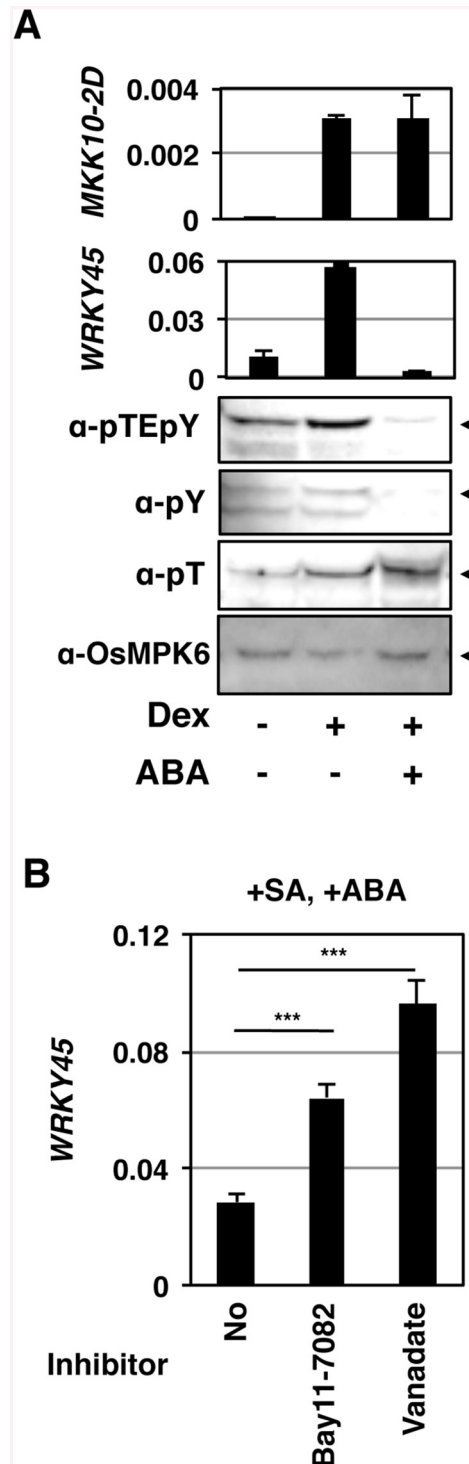 A
MKK10-2D
0.004
0.002
0
WRKY45
0.06
0.03
0
α-pTEpY
α-pY
α-pT
α-OsMPK6
Dex - + +
ABA - - +
B
+SA, +ABA
WRKY45
0.12
0.08
0.04
0
***
***
Inhibitor
No
Bay11-7082
Vanadate